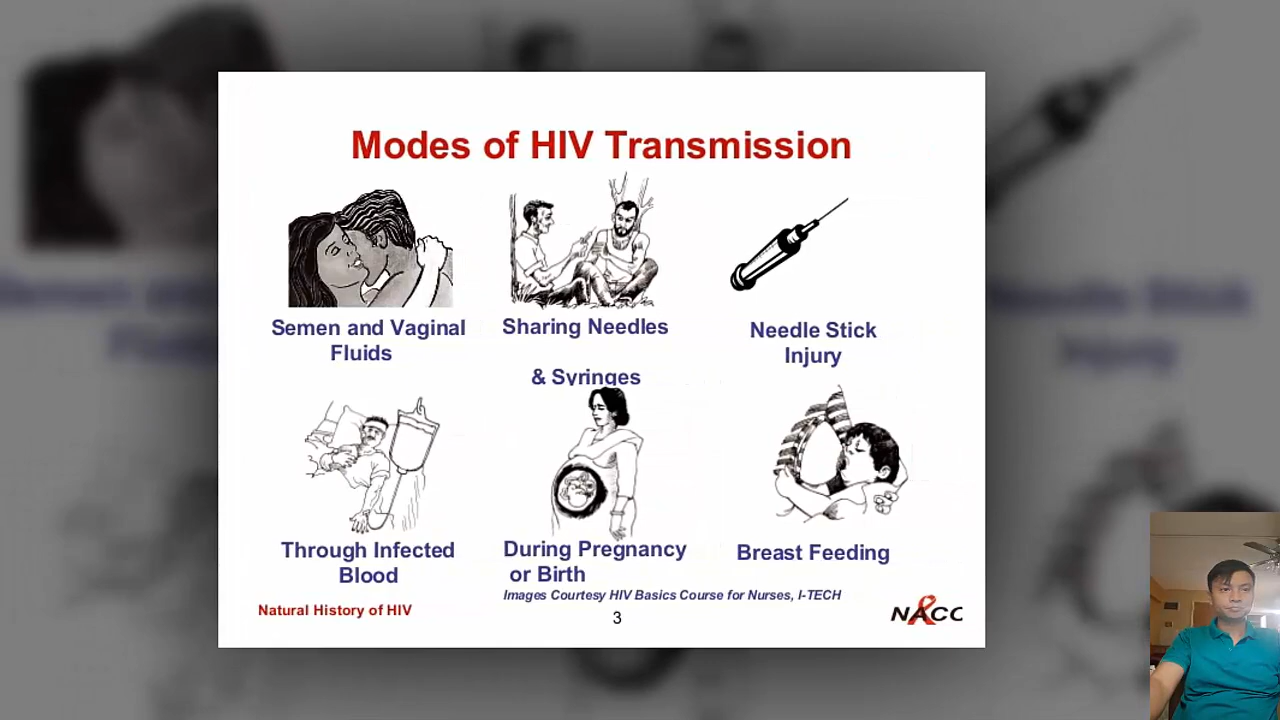 Modes of HIV Transmission
Semen and Vaginal
Fluids
Sharing Needles
& Syringes
Needle Stick
Injury
Through Infected
Blood
During Pregnancy
or Birth
Breast Feeding
Images Courtesy HIV Basics Course for Nurses, I-TECH
Natural History of HIV
3
NACC